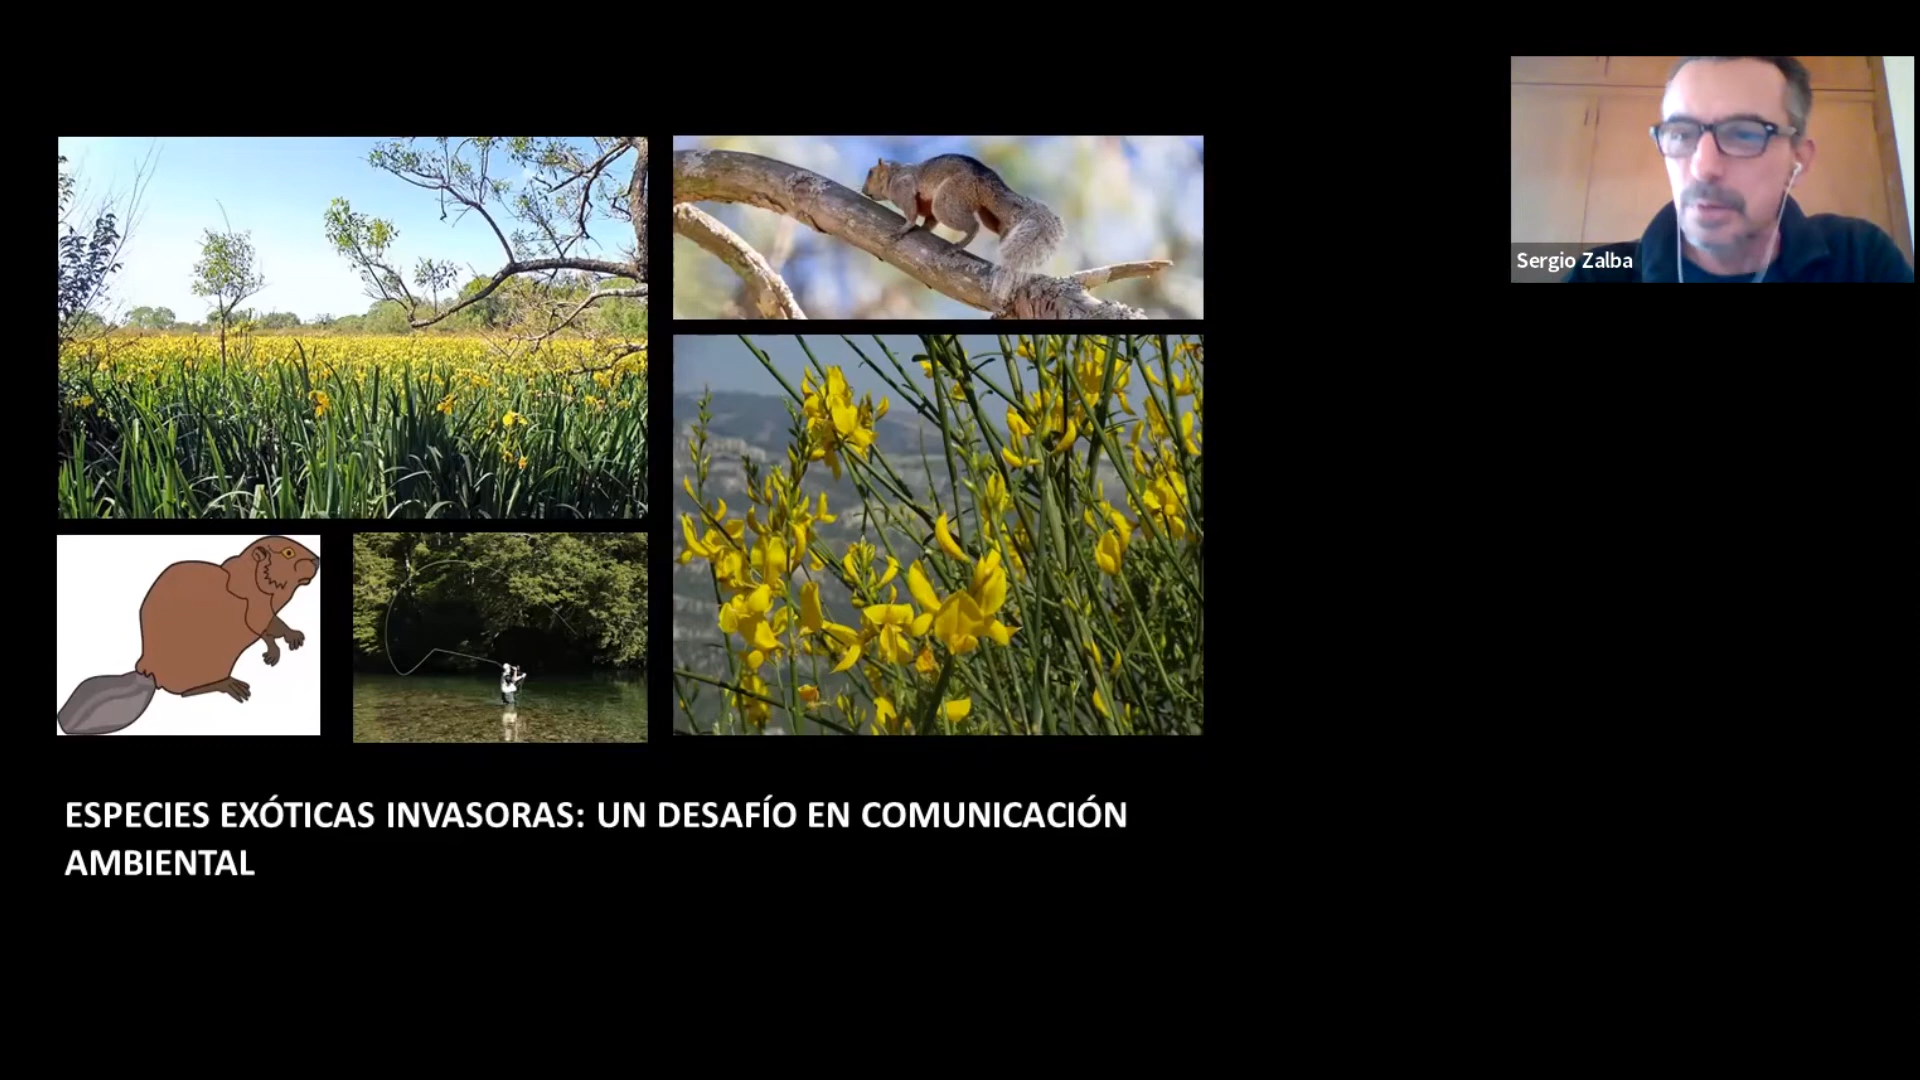 Sergio Zalba
ESPECIES EXÓTICAS INVASORAS: UN DESAFÍO EN COMUNICACIÓN
AMBIENTAL